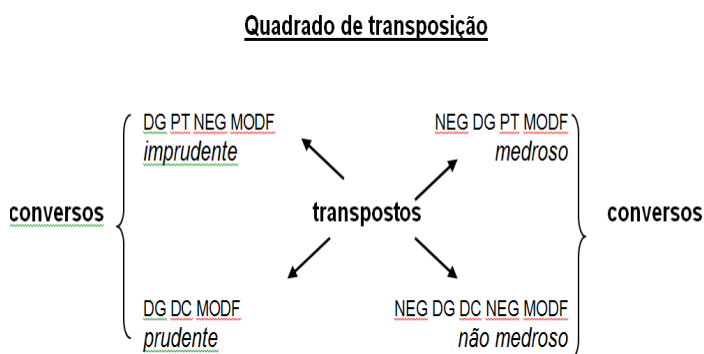 Quadrado de transposição
DG PT NEG MODF
imprudente
NEG DG PT MODF
medroso
conversos
transpostos
conversos
DG DC MODF
prudente
NEG DG DC NEG MODF
não medroso